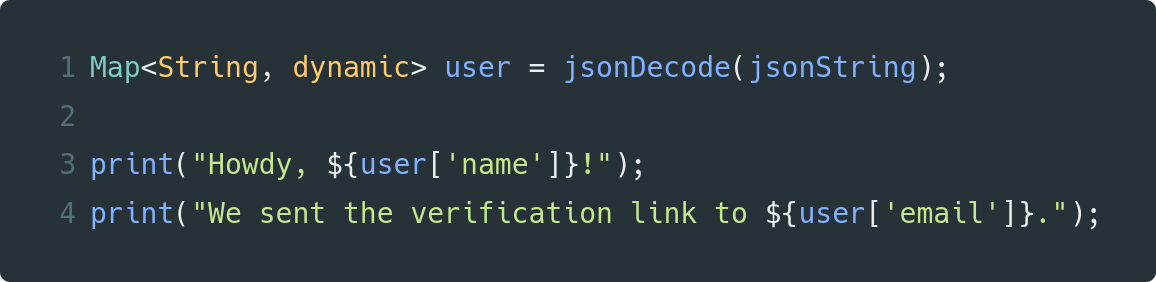 1 Map<String, dynamic> user = jsonDecode(jsonString);
2
3 print("Howdy, ${user['name']}!");
4 print("We sent the verification link to ${user['email']}.");